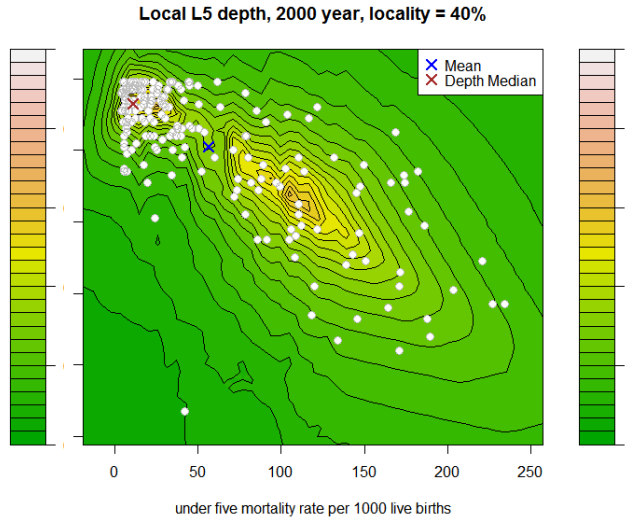 Local L5 depth, 2000 year, locality = 40%
Mean
Depth Median
0 50 100 150 200 250
under five mortality rate per 1000 live births